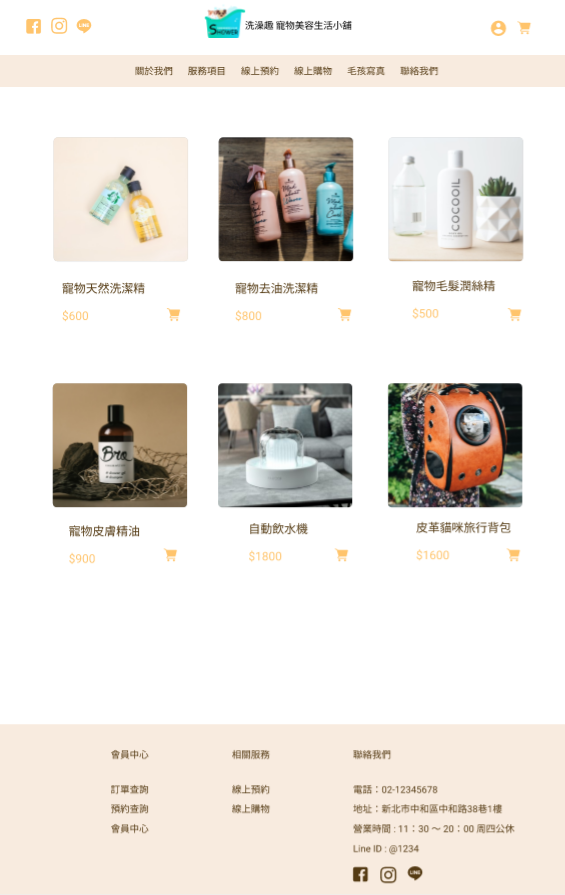 SHOWER 洗澡趣 寵物美容生活小舖
LINE
關於我們 服務項目 線上預約 線上購物 毛孩寫真 聯絡我們
COCOOIL
寵物天然洗潔精 寵物去油洗潔精 寵物毛髮潤絲精
$600 $800 $500
Bro
寵物皮膚精油 自動飲水機 皮革貓咪旅行背包
$900 $1800 $1600
會員中心 相關服務 聯絡我們
訂單查詢 線上預約 電話：02-12345678
預約查詢 線上購物 地址：新北市中和區中和路38巷1樓
會員中心 營業時間 : 11：30 ～ 20：00 周四公休
Line ID : @1234
LINE